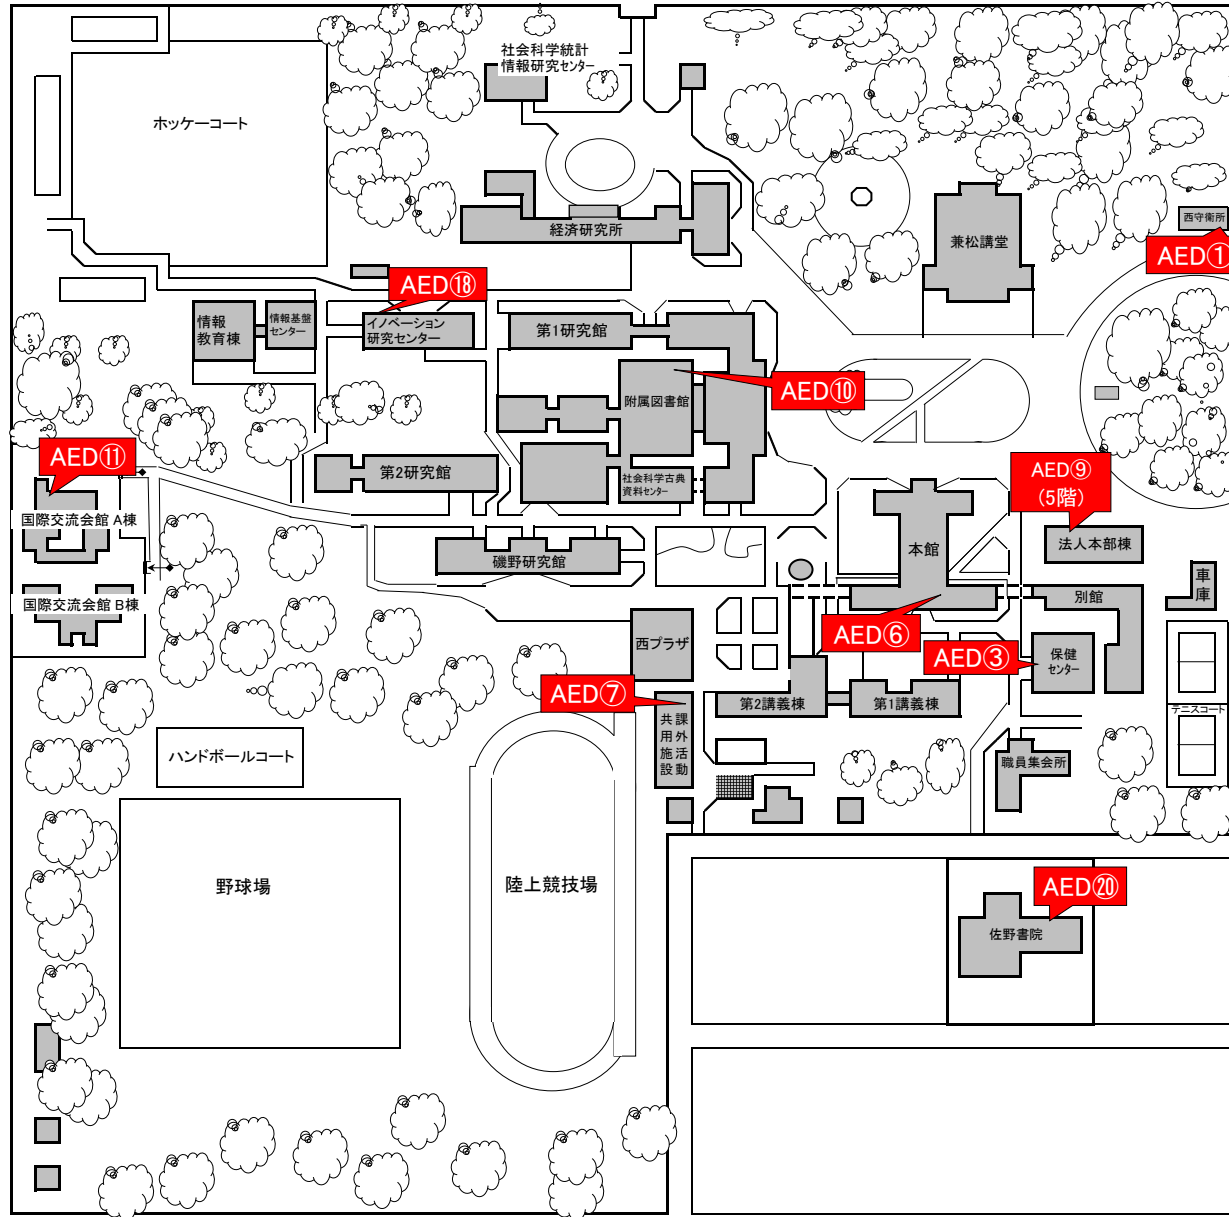 社会科学統計
情報研究センター
ホッケーコート
経済研究所
兼松講堂
西守衛所
AED①
AED⑱
情報
教育棟
情報基盤
センター
イノベーション
研究センター
第1研究館
附属図書館
AED⑩
AED⑪
国際交流会館 A棟
第2研究館
社会科学古典
資料センター
AED⑨
(5階)
法人本部棟
本館
磯野研究館
車庫
国際交流会館 B棟
別館
AED⑥
西プラザ
AED③
保健
センター
AED⑦
第2講義棟
第1講義棟
テニスコート
課外活動
共用施設
ハンドボールコート
職員集会所
野球場
陸上競技場
AED⑳
佐野書院